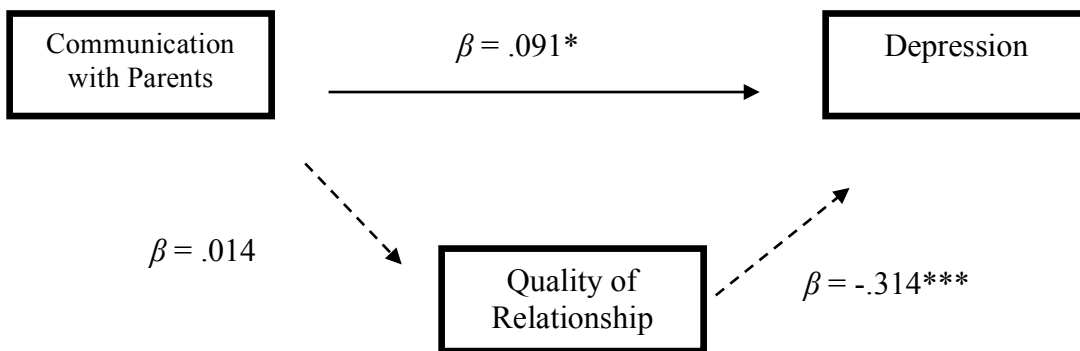 Communication
with Parents
β = .091*
Depression
β = .014
Quality of
Relationship
β = -.314***